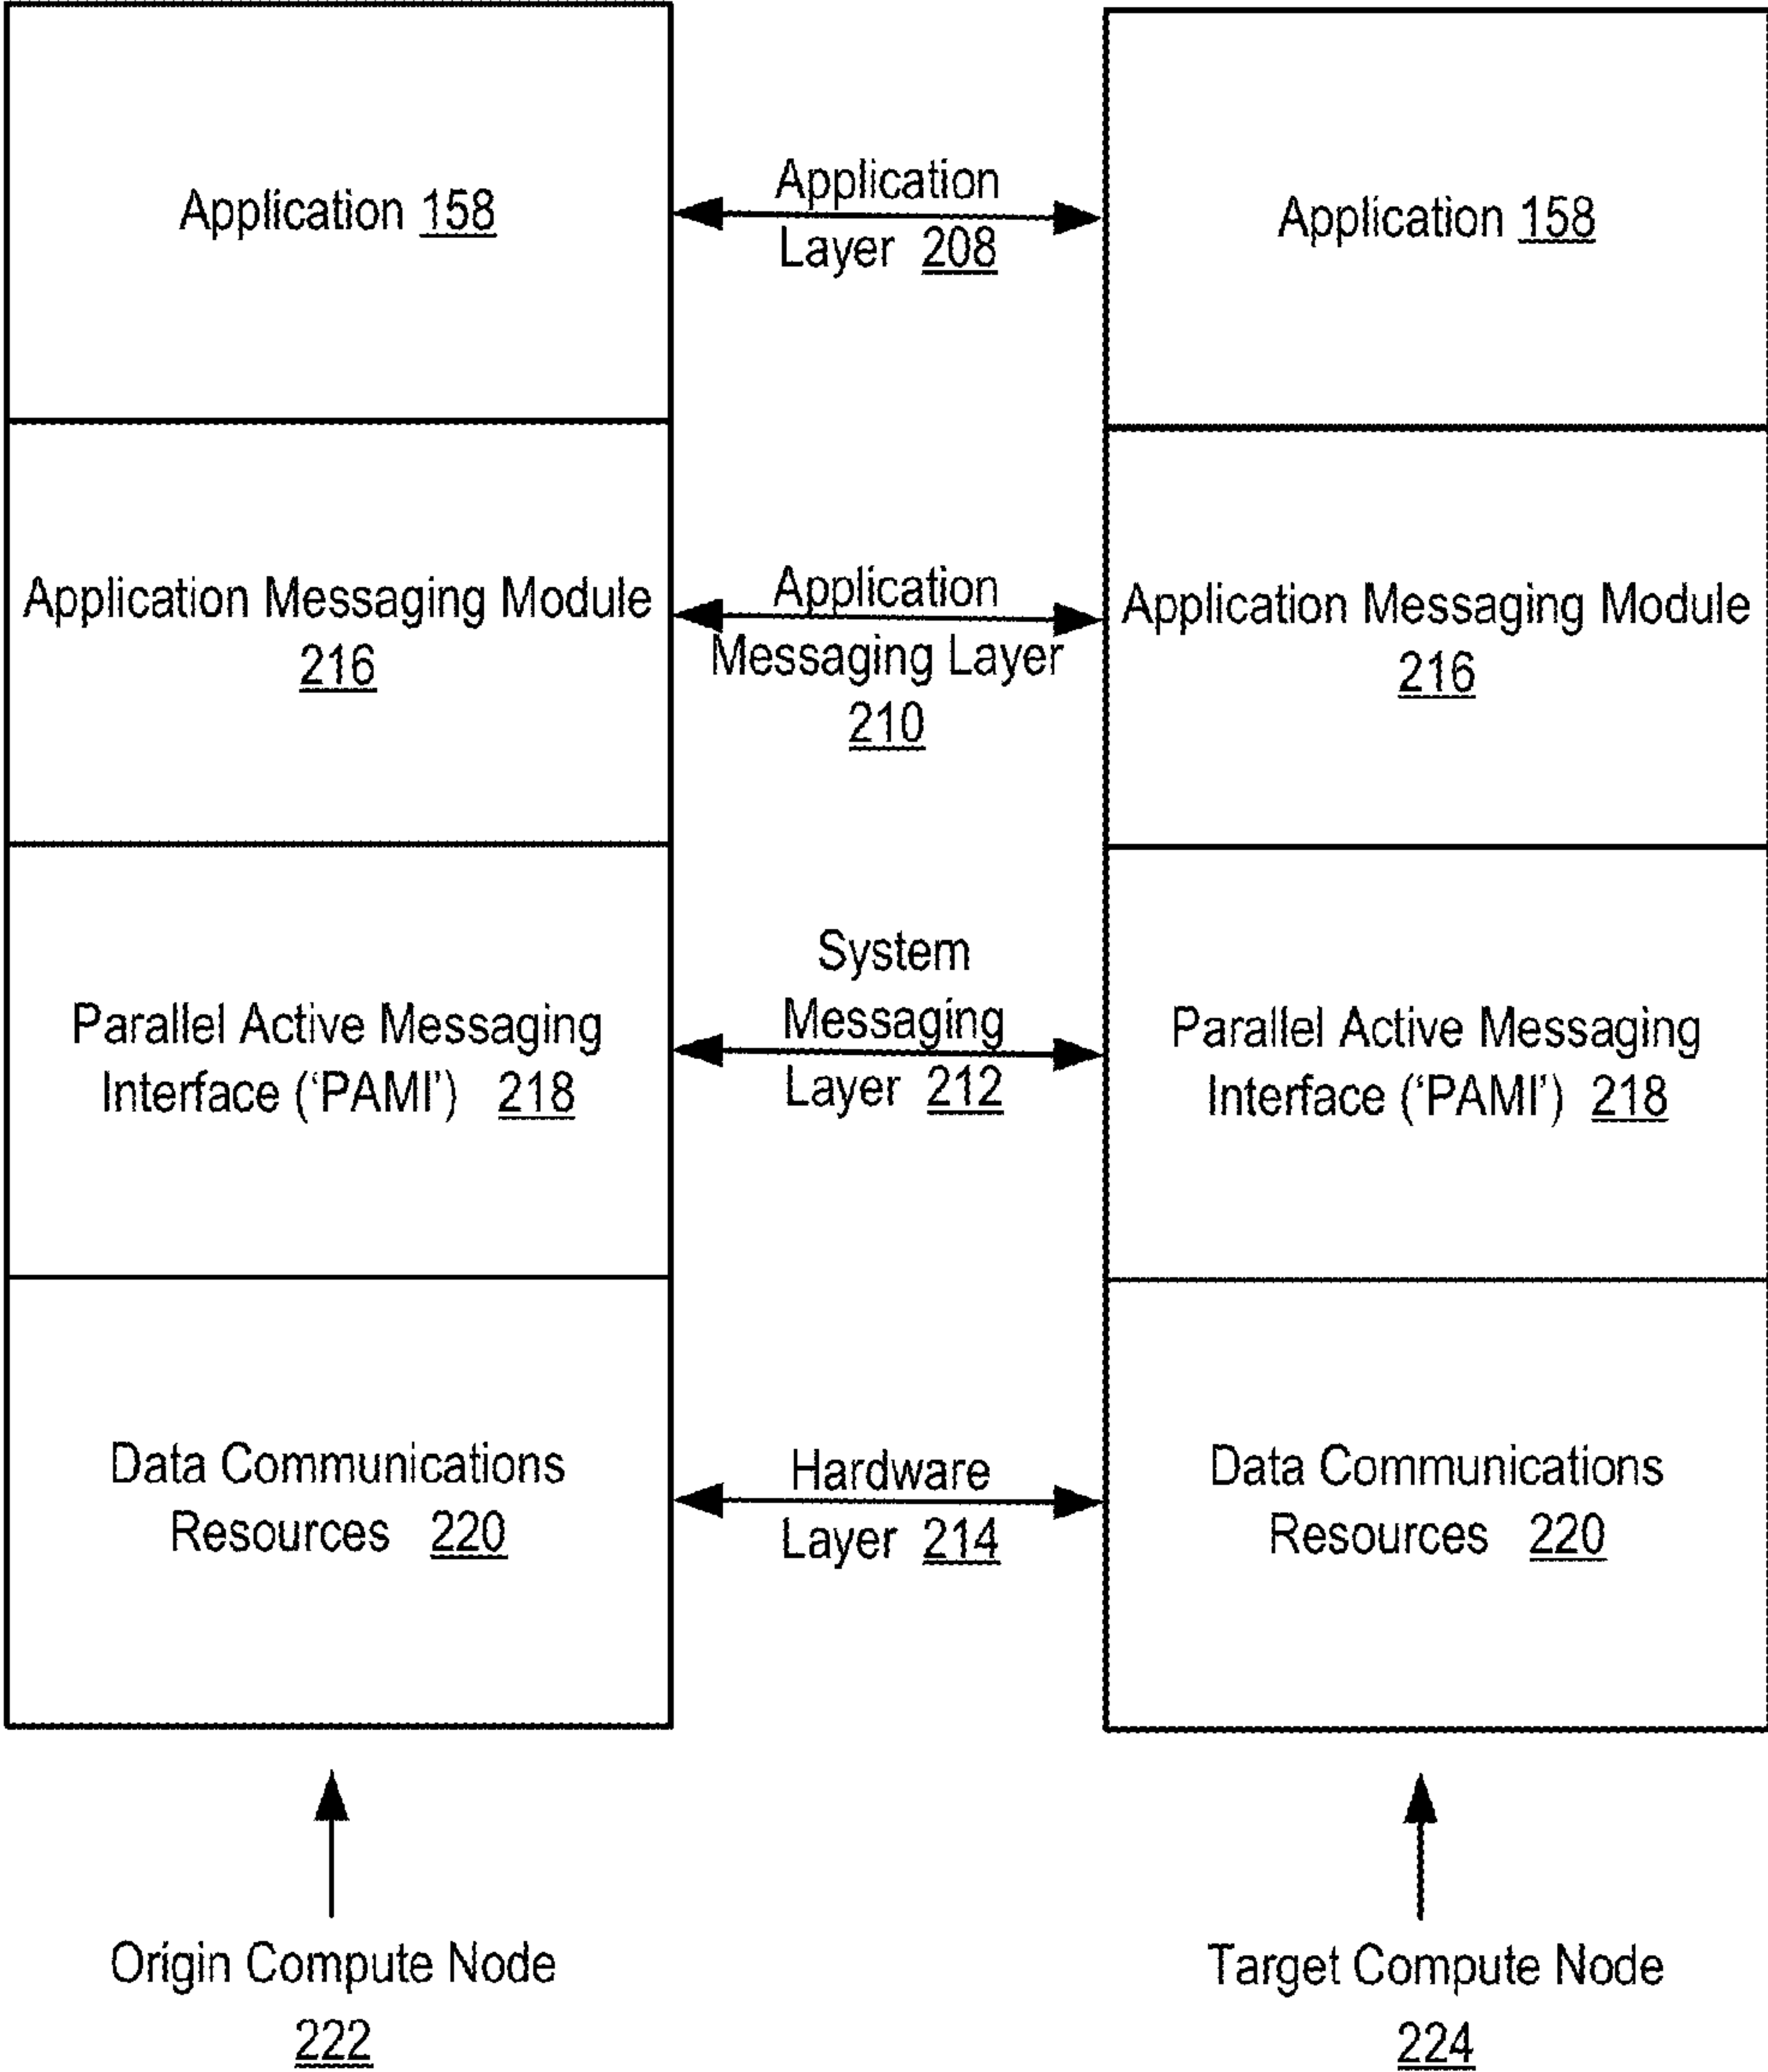 Application 158
Application
Layer 208
Application 158
Application Messaging Module
216
Application
Messaging Layer
210
Application Messaging Module
216
Parallel Active Messaging
Interface (‘PAMI’) 218
System
Messaging
Layer 212
Parallel Active Messaging
Interface (‘PAMI’) 218
Data Communications
Resources 220
Hardware
Layer 214
Data Communications
Resources 220
Origin Compute Node
222
Target Compute Node
224